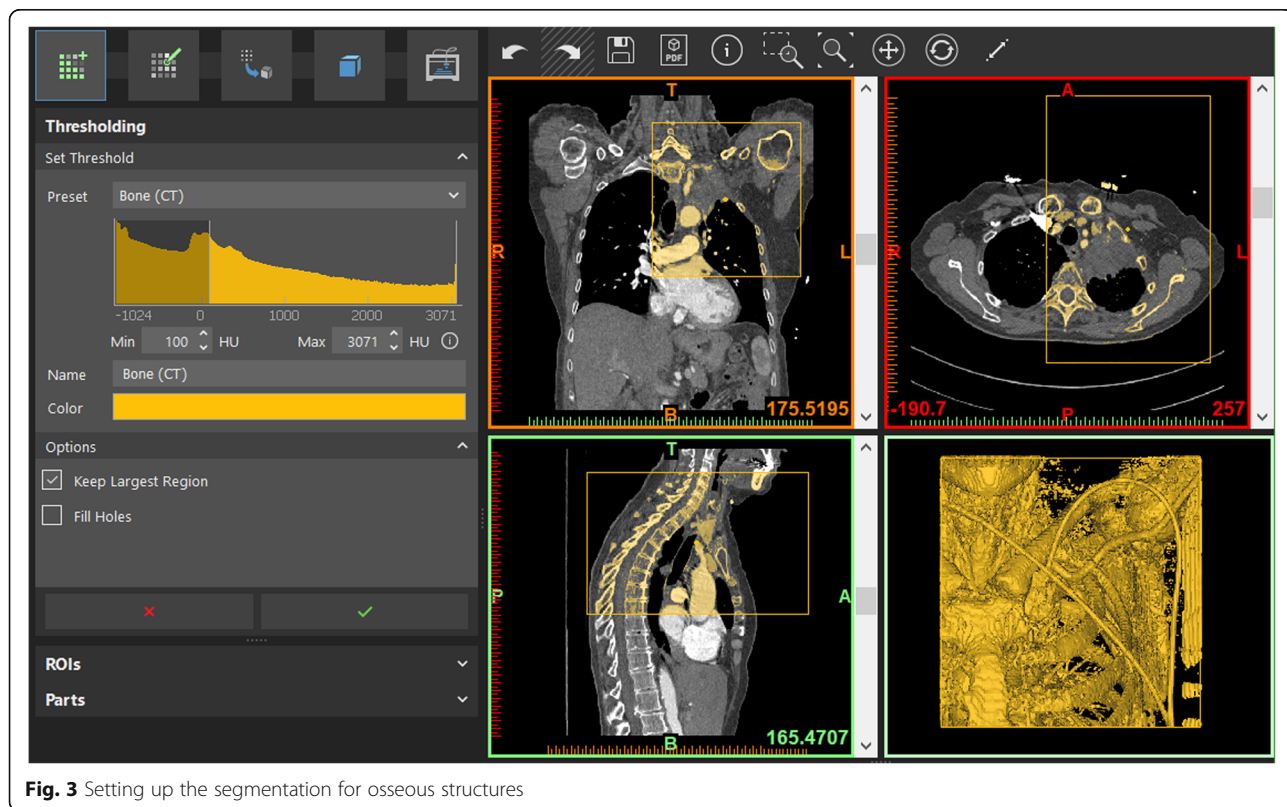 PDF
Thresholding
Set Threshold
Preset Bone (CT)
-1024 0 1000 2000 3071
Min 100 HU Max 3071 HU
Name Bone (CT)
Color
Options
Keep Largest Region
Fill Holes
ROIs
Parts
T
R L
B 175.5195
A
R L
-190.7 P 257
T
P A
B 165.4707
Fig. 3 Setting up the segmentation for osseous structures